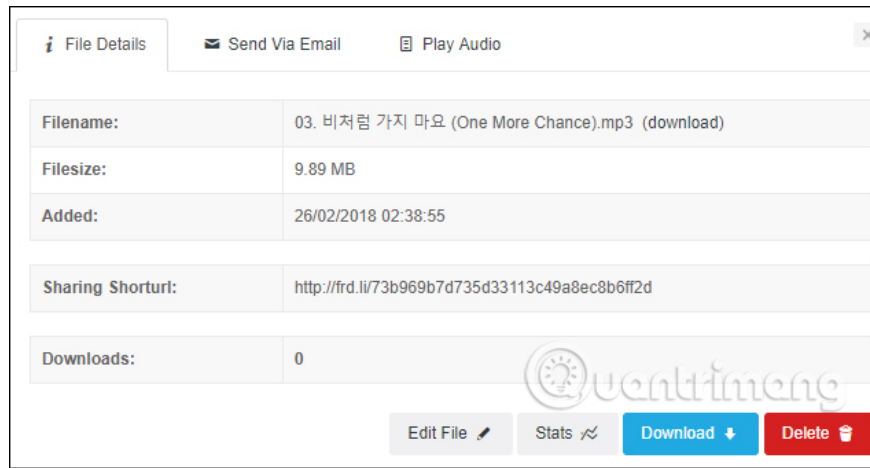 File Details Send Via Email Play Audio
Filename: 03. 비처럼 가지 마요 (One More Chance).mp3 (download)
Filesize: 9.89 MB
Added: 26/02/2018 02:38:55
Sharing Shorturl: http://frd.li/73b969b7d735d33113c49a8ec8b6ff2d
Downloads: 0
Quantrimang
Edit File Stats Download Delete